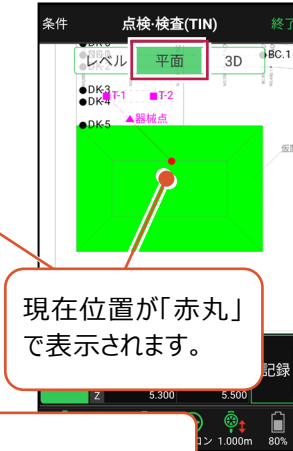 条件 点検・検査(TIN) 終了
レベル 平面 3D
BC.1
DK-3
T-1 T-2
DK-4
器械点
DK-5
現在位置が「赤丸」
で表示されます。
記録
Z 5.300 5.500
コン 1.000m 80%